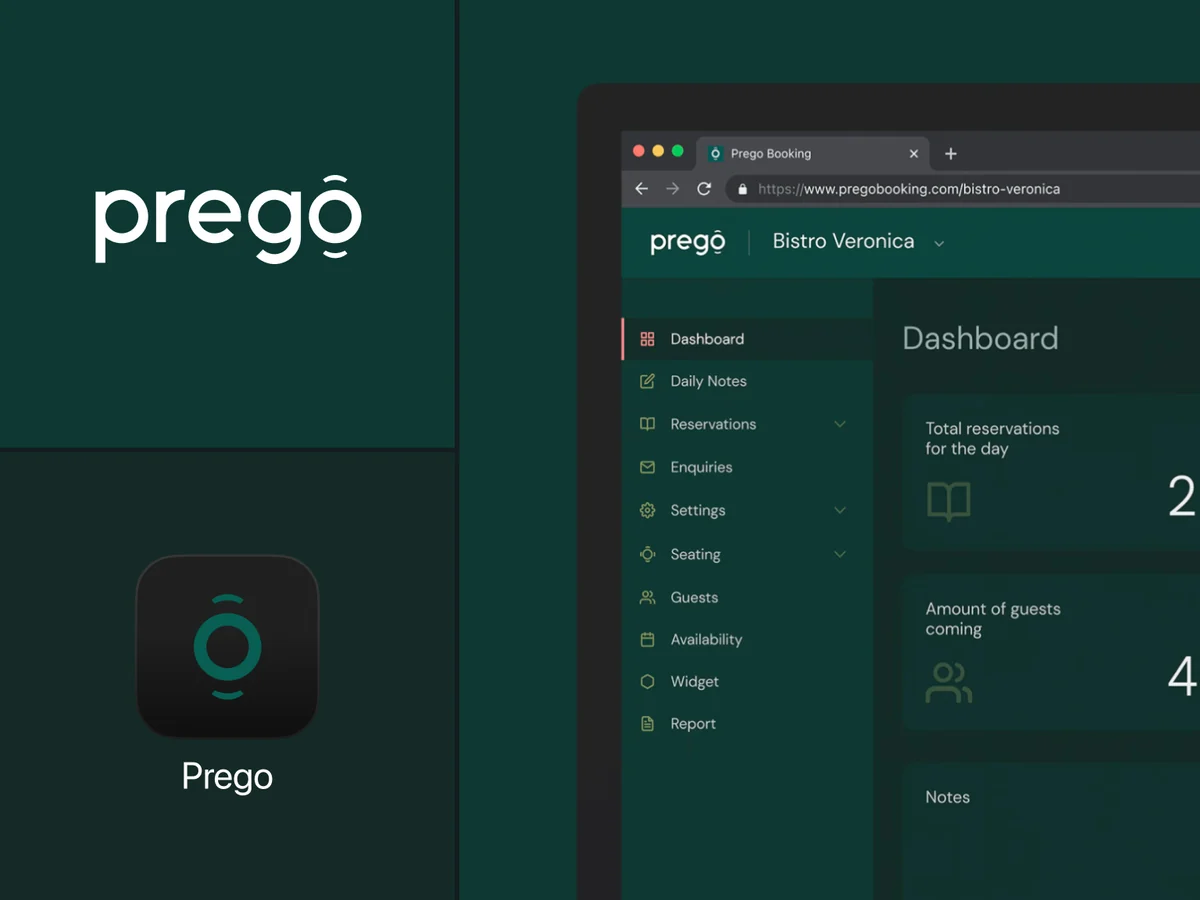 prego
Prego
Prego Booking
https://www.pregobooking.com/bistro-veronica
prego
Bistro Veronica
Dashboard
Daily Notes
Reservations
Enquiries
Settings
Seating
Guests
Availability
Widget
Report
Dashboard
Total reservations
for the day
2
Amount of guests
coming
4
Notes